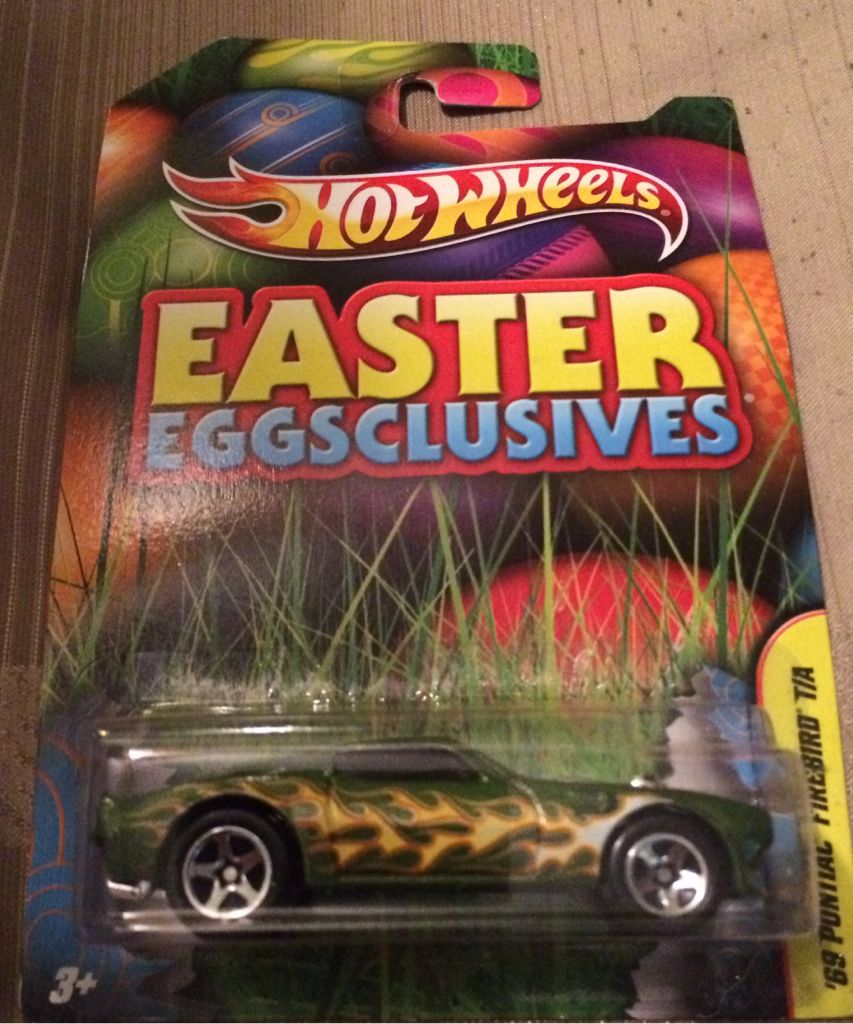 HOT WHEELS®
EASTER
EGGSCLUSIVES
'69 PONTIAC FIREBIRD T/A
3+